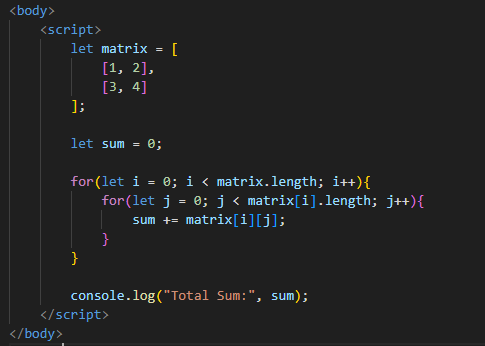 <body>
    <script>
        let matrix = [
            [1, 2],
            [3, 4]
        ];

        let sum = 0;

        for(let i = 0; i < matrix.length; i++){
            for(let j = 0; j < matrix[i].length; j++){
                sum += matrix[i][j];
            }
        }

        console.log("Total Sum:", sum);
    </script>
</body>